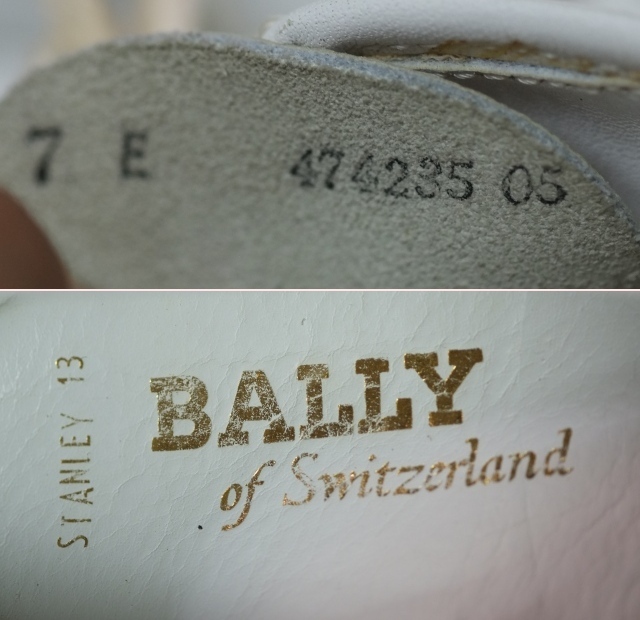 7 E 474235 05
STANLEY 13
BALLY
of Switzerland